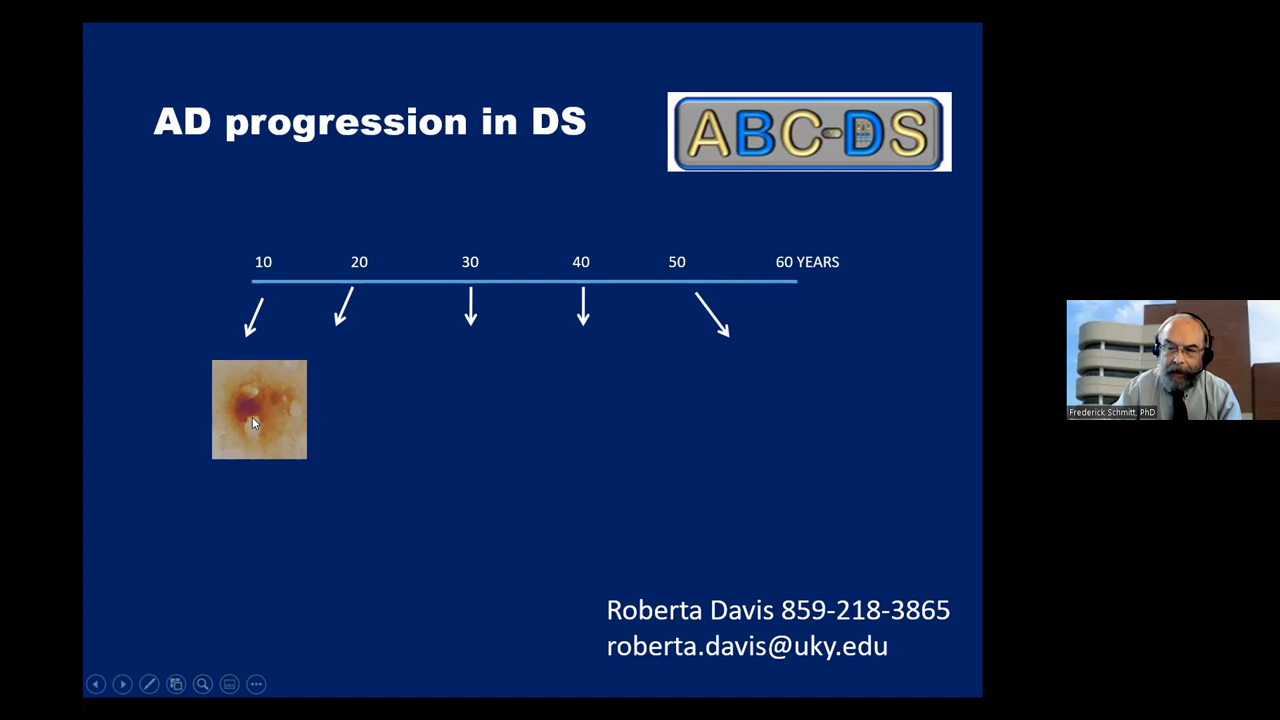 AD progression in DS
ABC-DS
10 20 30 40 50 60 YEARS
Roberta Davis 859-218-3865
roberta.davis@uky.edu
Frederick Schmitt, PhD